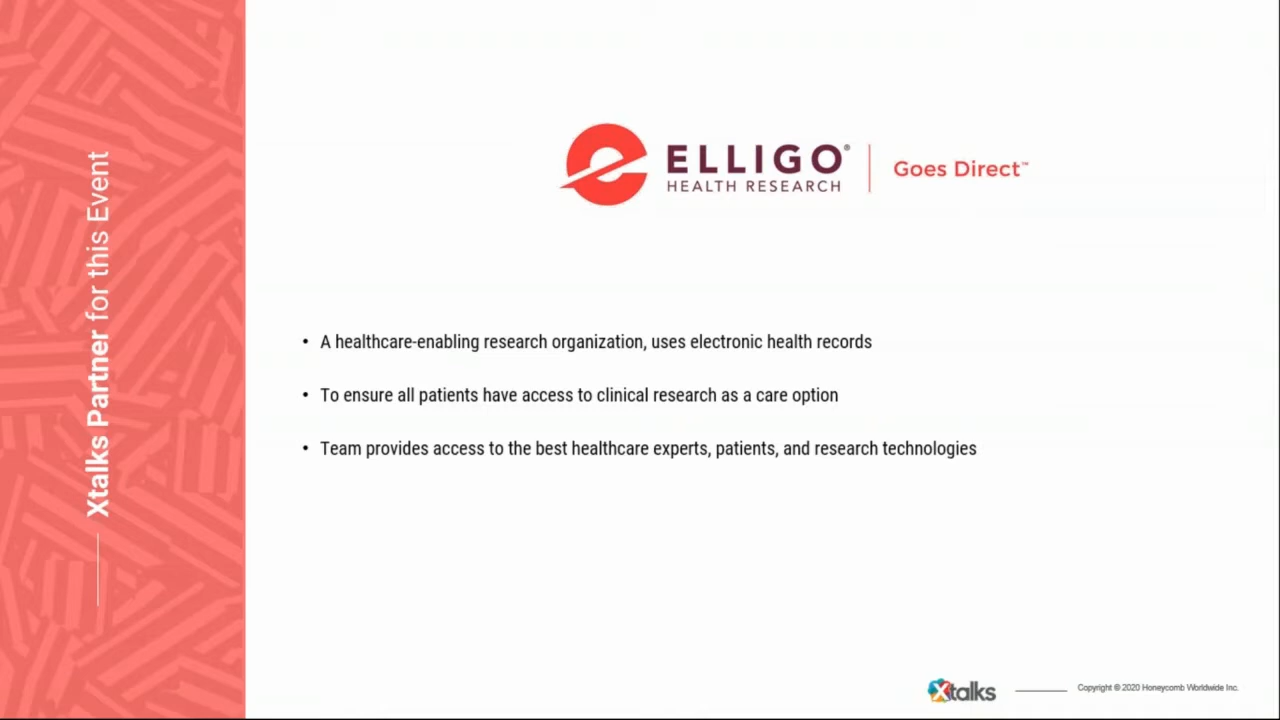 Xtalks Partner for this Event
ELLIGO®
HEALTH RESEARCH
Goes Direct™
• A healthcare-enabling research organization, uses electronic health records
• To ensure all patients have access to clinical research as a care option
• Team provides access to the best healthcare experts, patients, and research technologies
Xtalks
Copyright © 2020 Honeycomb Worldwide Inc.